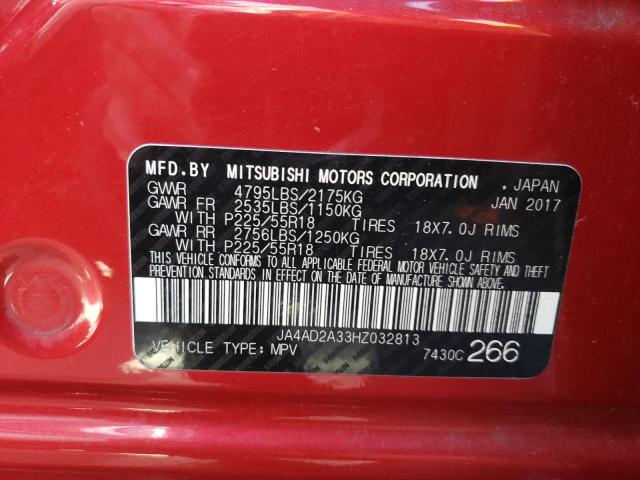 MFD.BY MITSUBISHI MOTORS CORPORATION . JAPAN
GWWR 4795LBS/2175KG JAN 2017
GAWR FR 2535LBS/1150KG
WITH P225/55R18 TIRES 18X7.0J RIMS
GAWR RR 2756LBS/1250KG
WITH P225/55R18 TIRES 18X7.0J RIMS
THIS VEHICLE CONFORMS TO ALL APPLICABLE FEDERAL MOTOR VEHICLE SAFETY AND THEFT
PREVENTION STANDARDS IN EFFECT ON THE DATE OF MANUFACTURE SHOWN ABOVE.
JA4AD2A33HZ032813
VEHICLE TYPE: MPV 7430C 266